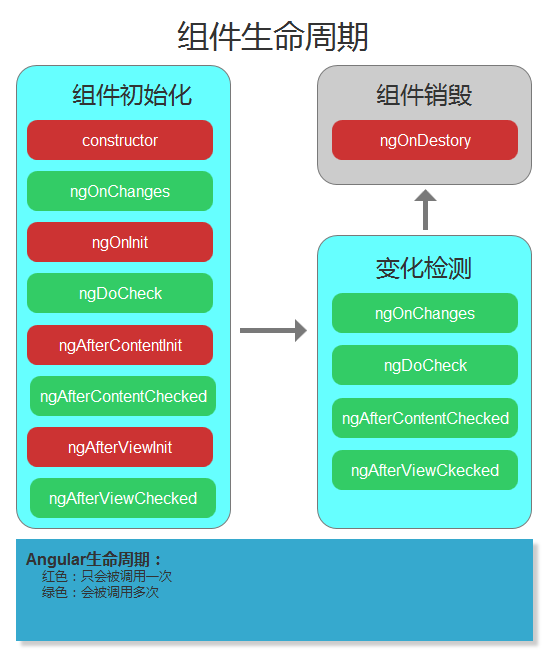 组件生命周期
组件初始化
constructor
ngOnChanges
ngOnInit
ngDoCheck
ngAfterContentInit
ngAfterContentChecked
ngAfterViewInit
ngAfterViewChecked
组件销毁
ngOnDestory
变化检测
ngOnChanges
ngDoCheck
ngAfterContentChecked
ngAfterViewCkecked
Angular生命周期：
红色：只会被调用一次
绿色：会被调用多次